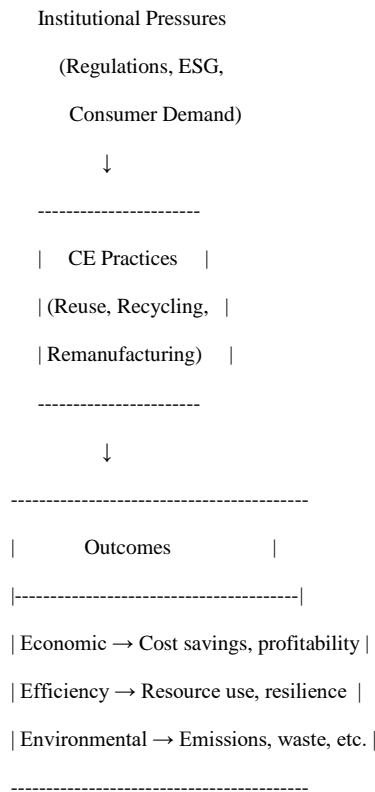 Institutional Pressures
(Regulations, ESG,
Consumer Demand)
↓
-----------------------
| CE Practices |
| (Reuse, Recycling, |
| Remanufacturing) |
-----------------------
↓
------------------------------------------
| Outcomes |
|----------------------------------------|
| Economic → Cost savings, profitability |
| Efficiency → Resource use, resilience |
| Environmental → Emissions, waste, etc. |
------------------------------------------